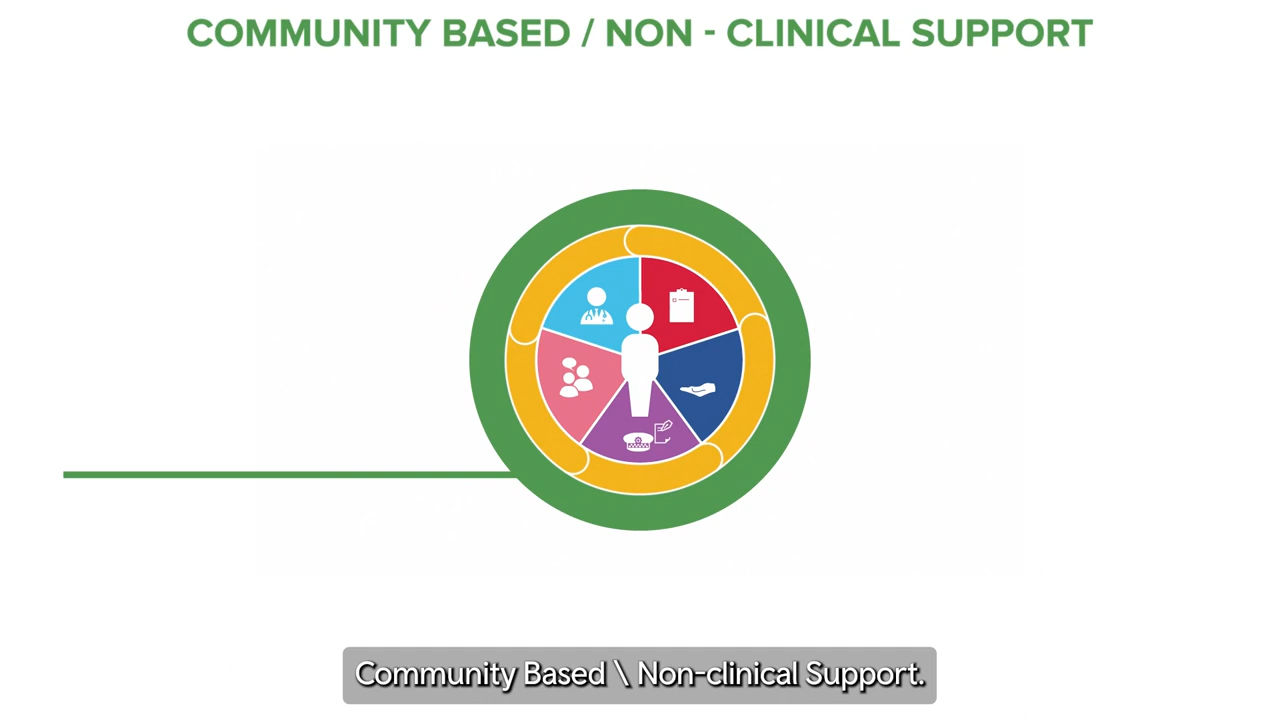 COMMUNITY BASED / NON - CLINICAL SUPPORT
Community Based \ Non-clinical Support.